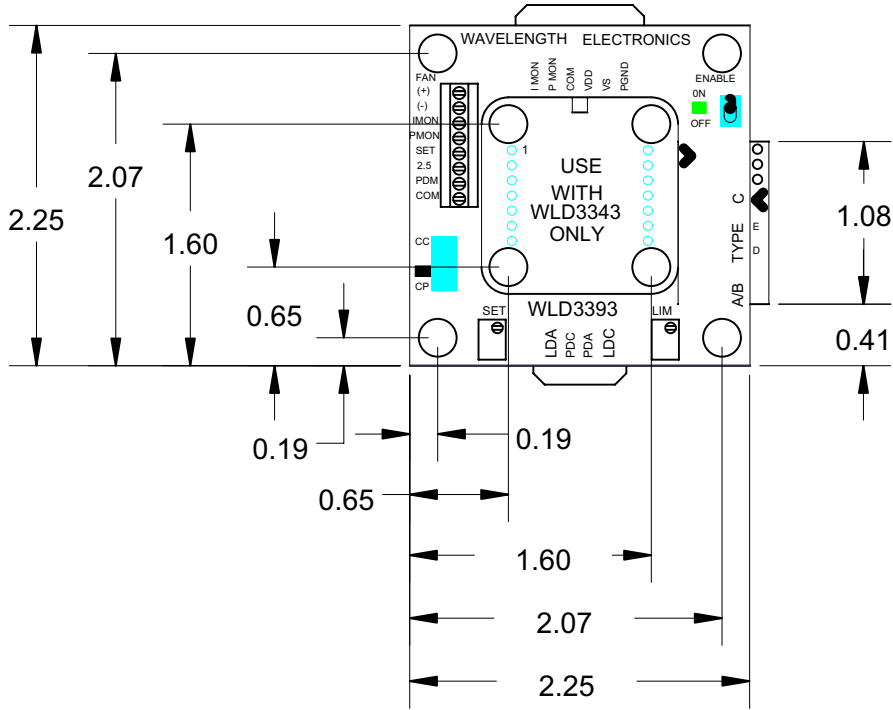 WAVELENGTH ELECTRONICS
FAN
(+)
(-)
IMON
PMON
SET
2.5
PDM
COM
I MON
P MON
COM
VDD
VS
PGND
ENABLE
0N
OFF
1
USE
WITH
WLD3343
ONLY
CC
CP
A/B TYPE C
E
D
WLD3393
SET
LIM
LDA
PDC
PDA
LDC
2.25
2.07
1.60
0.65
0.19
1.08
0.41
0.19
0.65
1.60
2.07
2.25